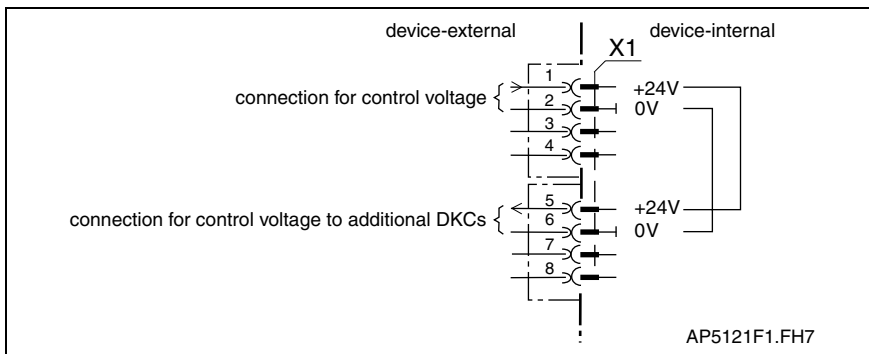 device-external
device-internal
X1
1
connection for control voltage
+24V
2
0V
3
4
5
connection for control voltage to additional DKCs
+24V
6
0V
7
8
AP5121F1.FH7